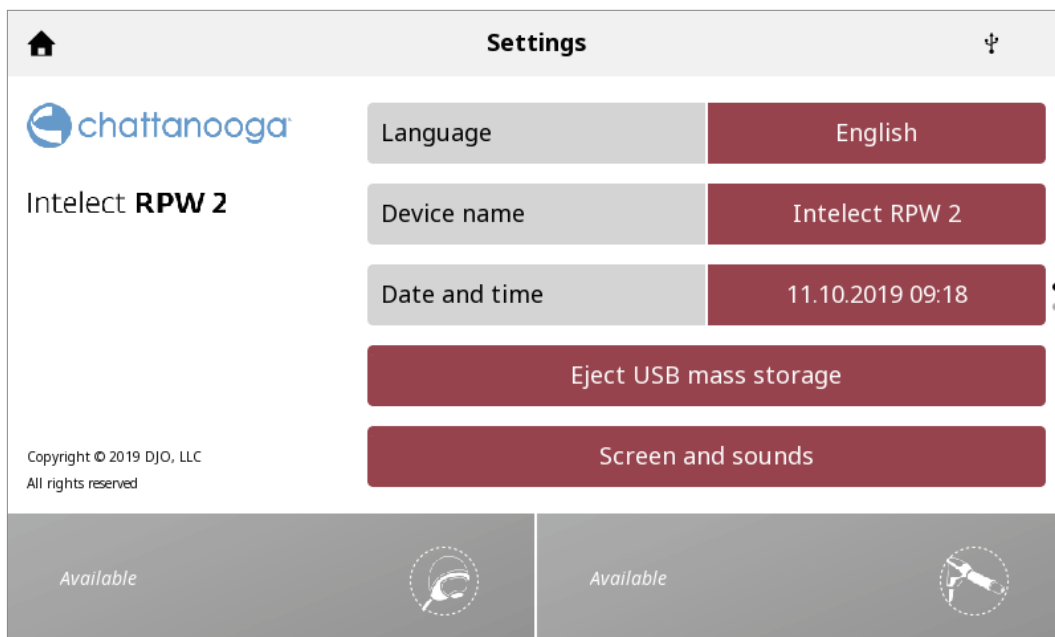 Settings
chattanooga
Intelect RPW 2
Language English
Device name Intelect RPW 2
Date and time 11.10.2019 09:18
Eject USB mass storage
Screen and sounds
Copyright © 2019 DJO, LLC
All rights reserved
Available Available